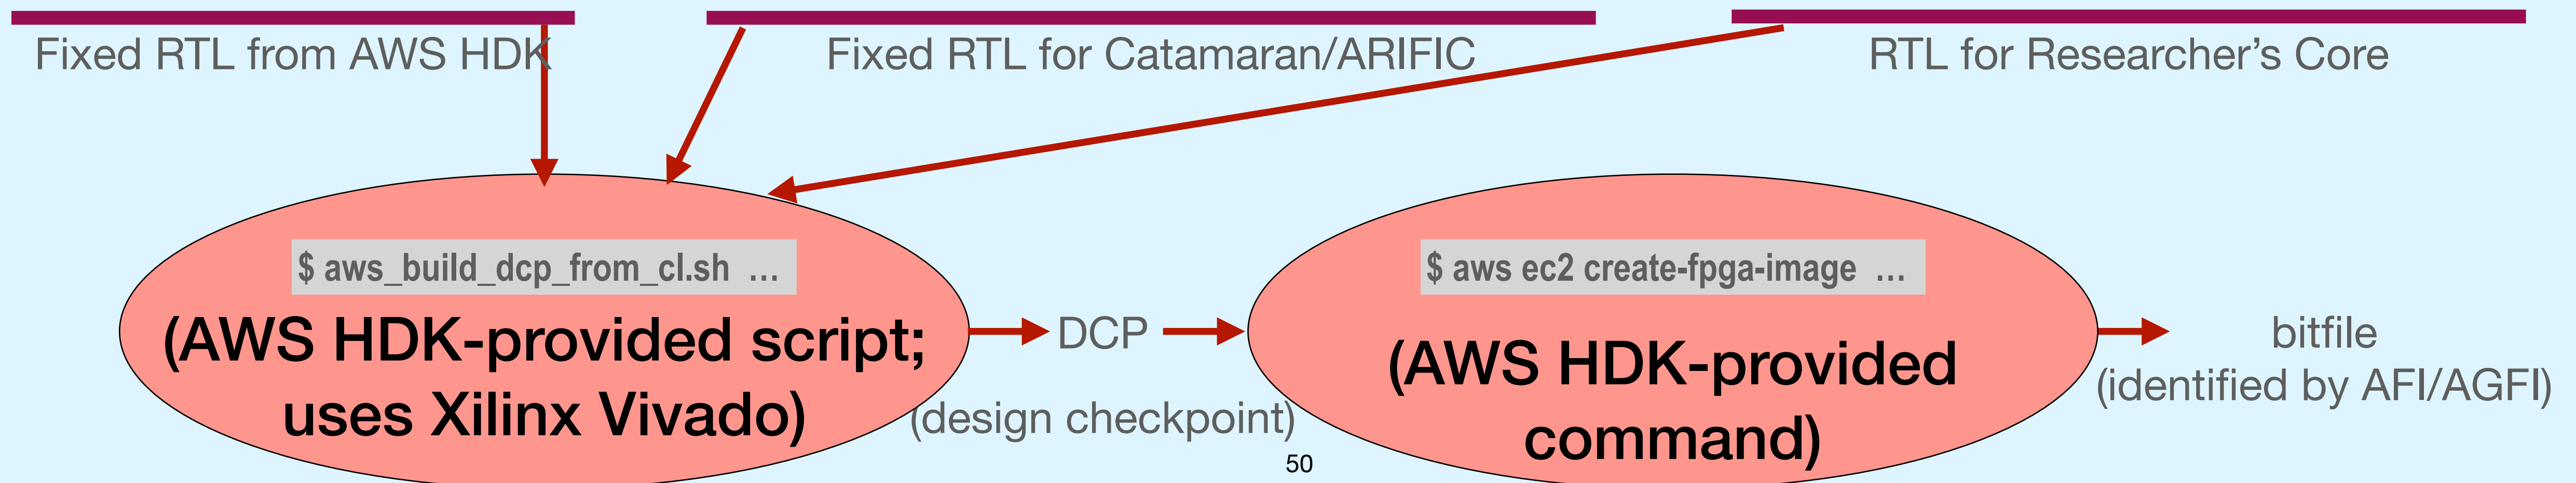 Fixed RTL from AWS HDK
Fixed RTL for Catamaran/ARIFIC
RTL for Researcher’s Core
$ aws_build_dcp_from_cl.sh …
(AWS HDK-provided script;
uses Xilinx Vivado)
DCP
(design checkpoint)
$ aws ec2 create-fpga-image …
(AWS HDK-provided
command)
bitfile
(identified by AFI/AGFI)
50